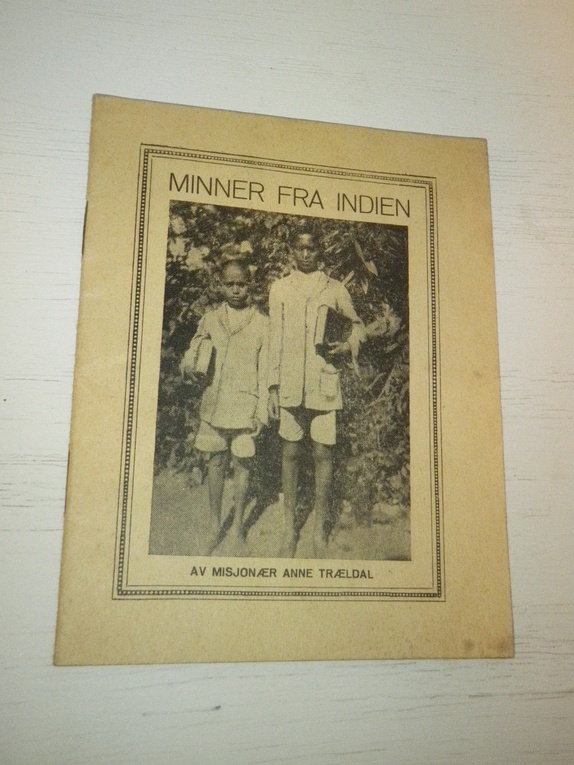 MINNER FRA INDIEN
AV MISJONÆR ANNE TRÆLDAL